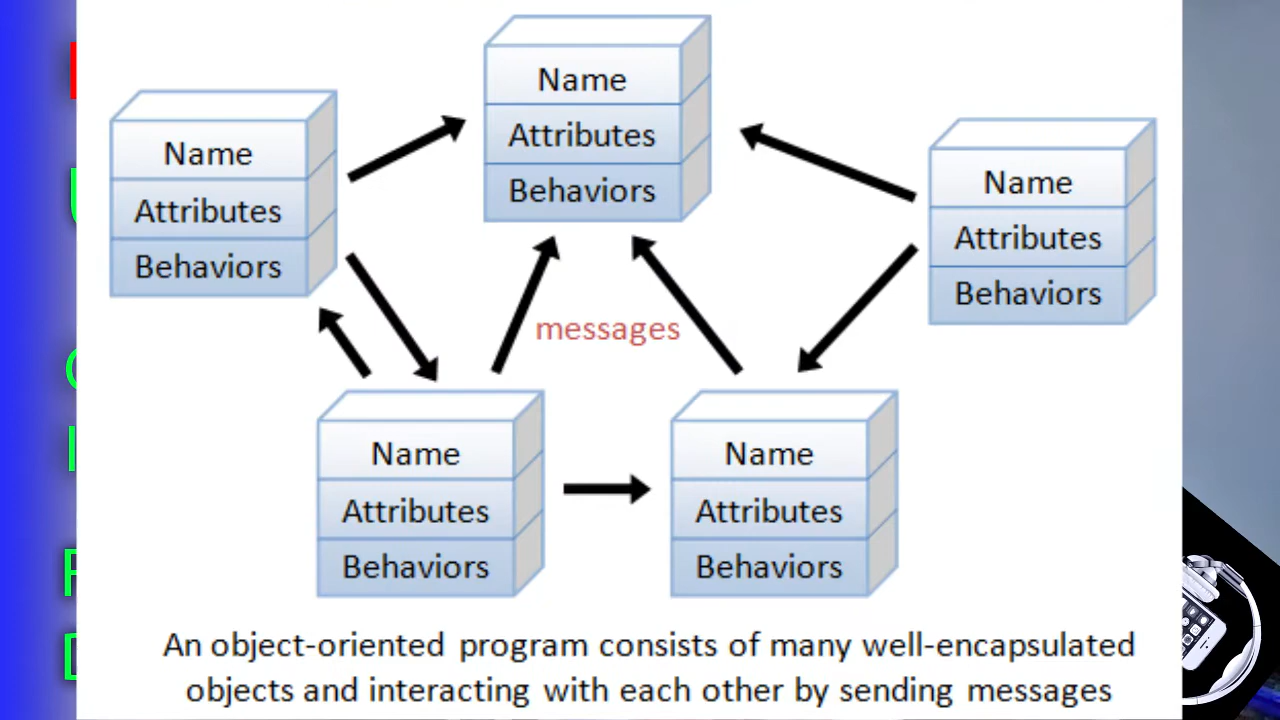 Name
Attributes
Behaviors
Name
Attributes
Behaviors
Name
Attributes
Behaviors
messages
Name
Attributes
Behaviors
Name
Attributes
Behaviors
An object-oriented program consists of many well-encapsulated
objects and interacting with each other by sending messages